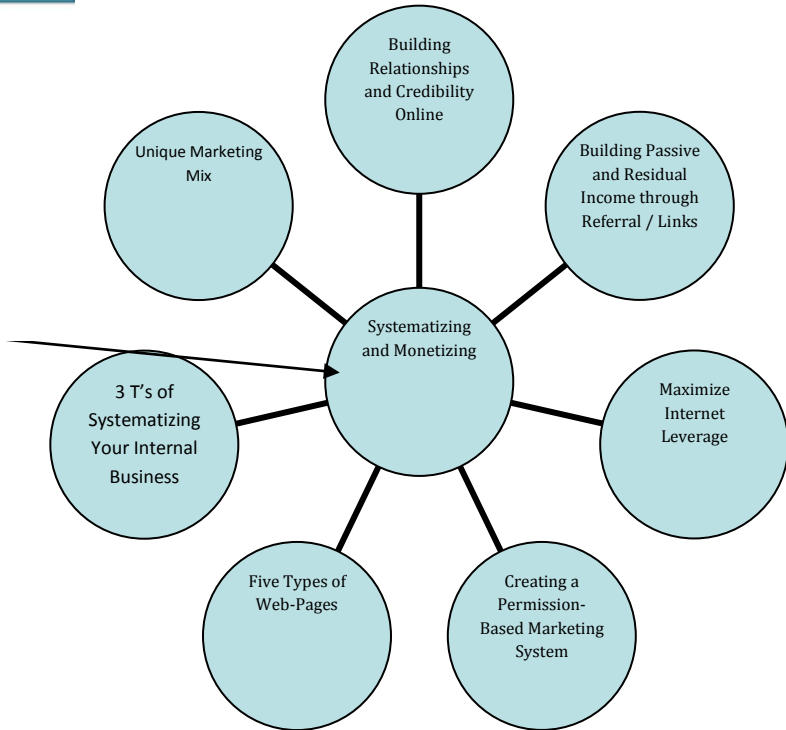 Building
Relationships
and Credibility
Online
Unique Marketing
Mix
Building Passive
and Residual
Income through
Referral / Links
Systematizing
and Monetizing
3 T's of
Systematizing
Your Internal
Business
Maximize
Internet
Leverage
Five Types of
Web-Pages
Creating a
Permission-
Based Marketing
System